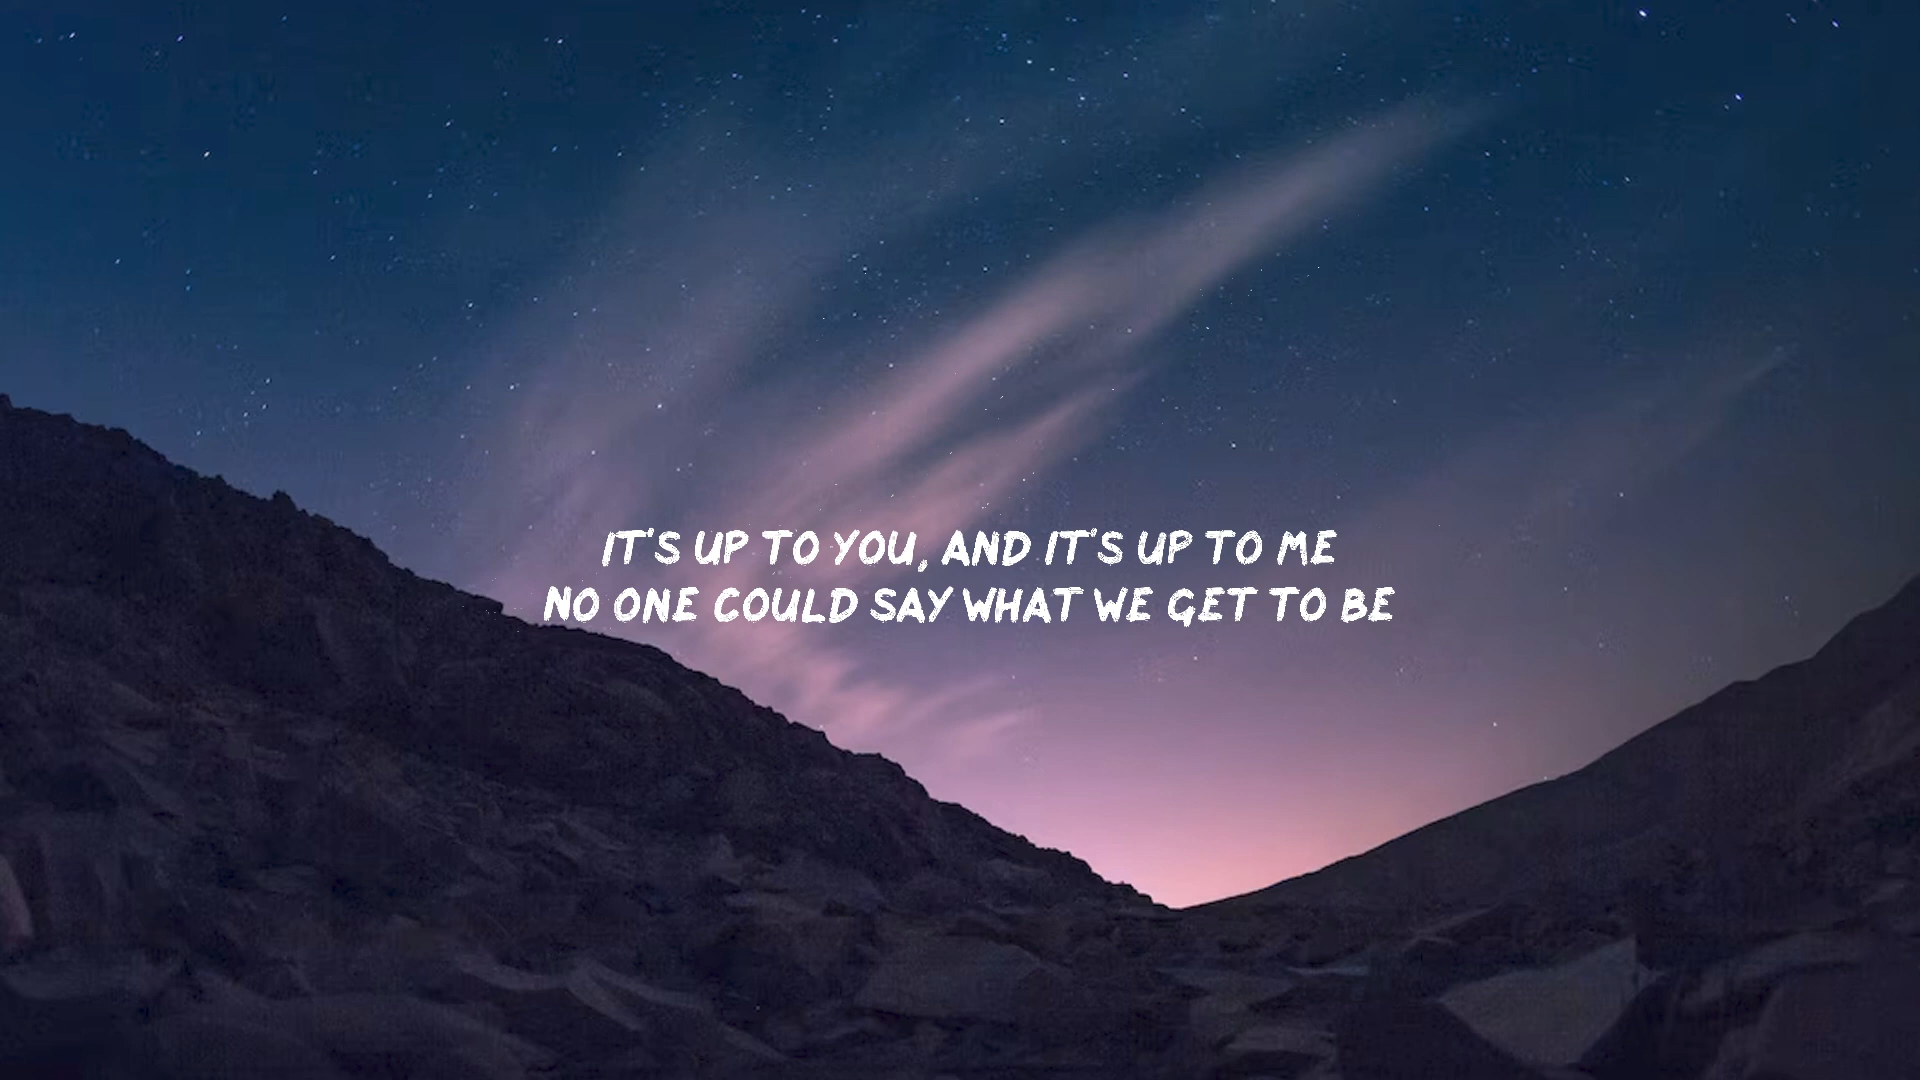 IT'S UP TO YOU, AND IT'S UP TO ME
NO ONE COULD SAY WHAT WE GET TO BE